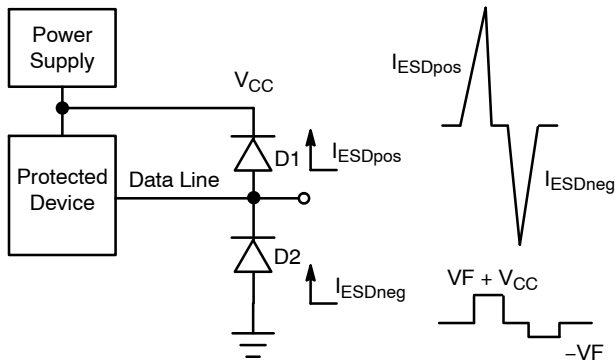 Power
Supply
V_CC
I_ESDpos
D1
I_ESDpos
Protected
Device
Data Line
I_ESDneg
D2
I_ESDneg
VF + V_CC
−VF